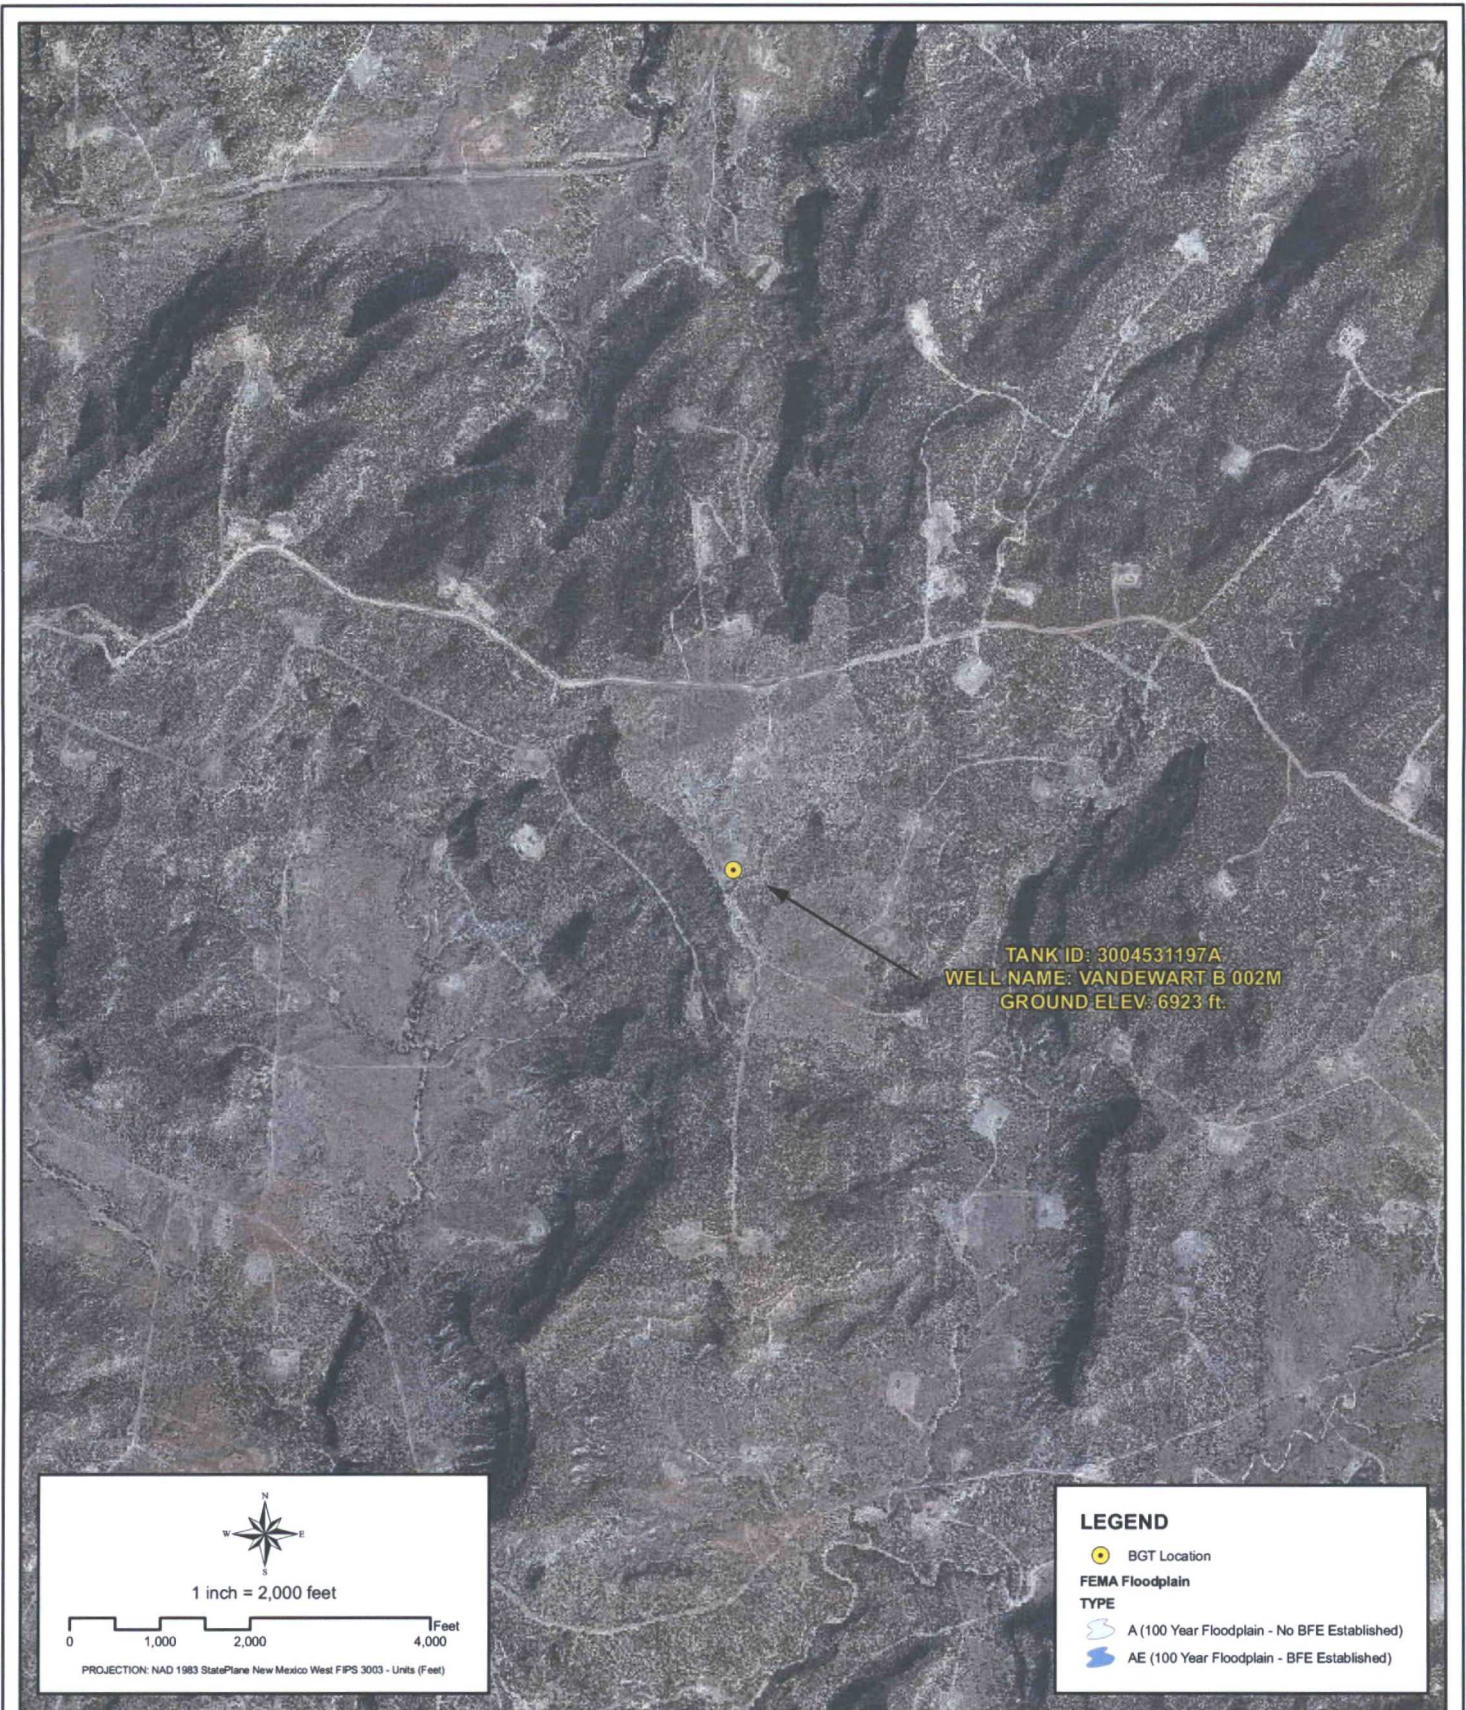 TANK ID: 3004531197A
WELL NAME: VANDEWART B 002M
GROUND ELEV: 6923 ft.
N
W E
S
1 inch = 2,000 feet
Feet
0 1,000 2,000 4,000
PROJECTION: NAD 1983 StatePlane New Mexico West FIPS 3003 - Units (Feet)
LEGEND
BGT Location
FEMA Floodplain
TYPE
A (100 Year Floodplain - No BFE Established)
AE (100 Year Floodplain - BFE Established)